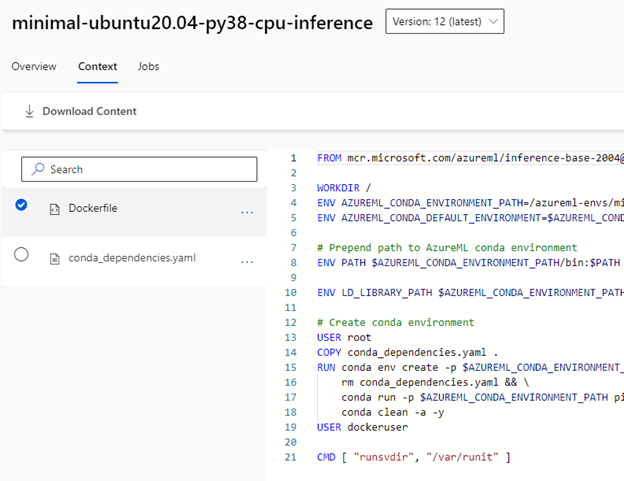 minimal-ubuntu20.04-py38-cpu-inference
Version: 12 (latest)
Overview Context Jobs
Download Content
Search
Dockerfile ...
conda_dependencies.yaml ...
1 FROM mcr.microsoft.com/azureml/inference-base-2004@
2
3 WORKDIR /
4 ENV AZUREML_CONDA_ENVIRONMENT_PATH=/azureml-envs/mi
5 ENV AZUREML_CONDA_DEFAULT_ENVIRONMENT=$AZUREML_COND
6
7 # Prepend path to AzureML conda environment
8 ENV PATH $AZUREML_CONDA_ENVIRONMENT_PATH/bin:$PATH
9
10 ENV LD_LIBRARY_PATH $AZUREML_CONDA_ENVIRONMENT_PATH
11
12 # Create conda environment
13 USER root
14 COPY conda_dependencies.yaml .
15 RUN conda env create -p $AZUREML_CONDA_ENVIRONMENT_
16 rm conda_dependencies.yaml && \
17 conda run -p $AZUREML_CONDA_ENVIRONMENT_PATH pi
18 conda clean -a -y
19 USER dockeruser
20
21 CMD [ "runsvdir", "/var/runit" ]